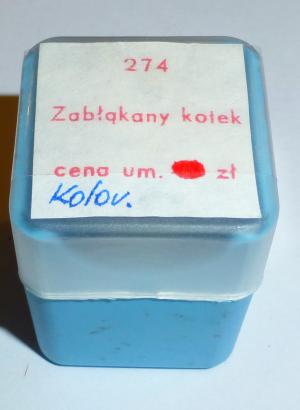 274
Zabłąkany kotek
cena um. zł
Kolov.